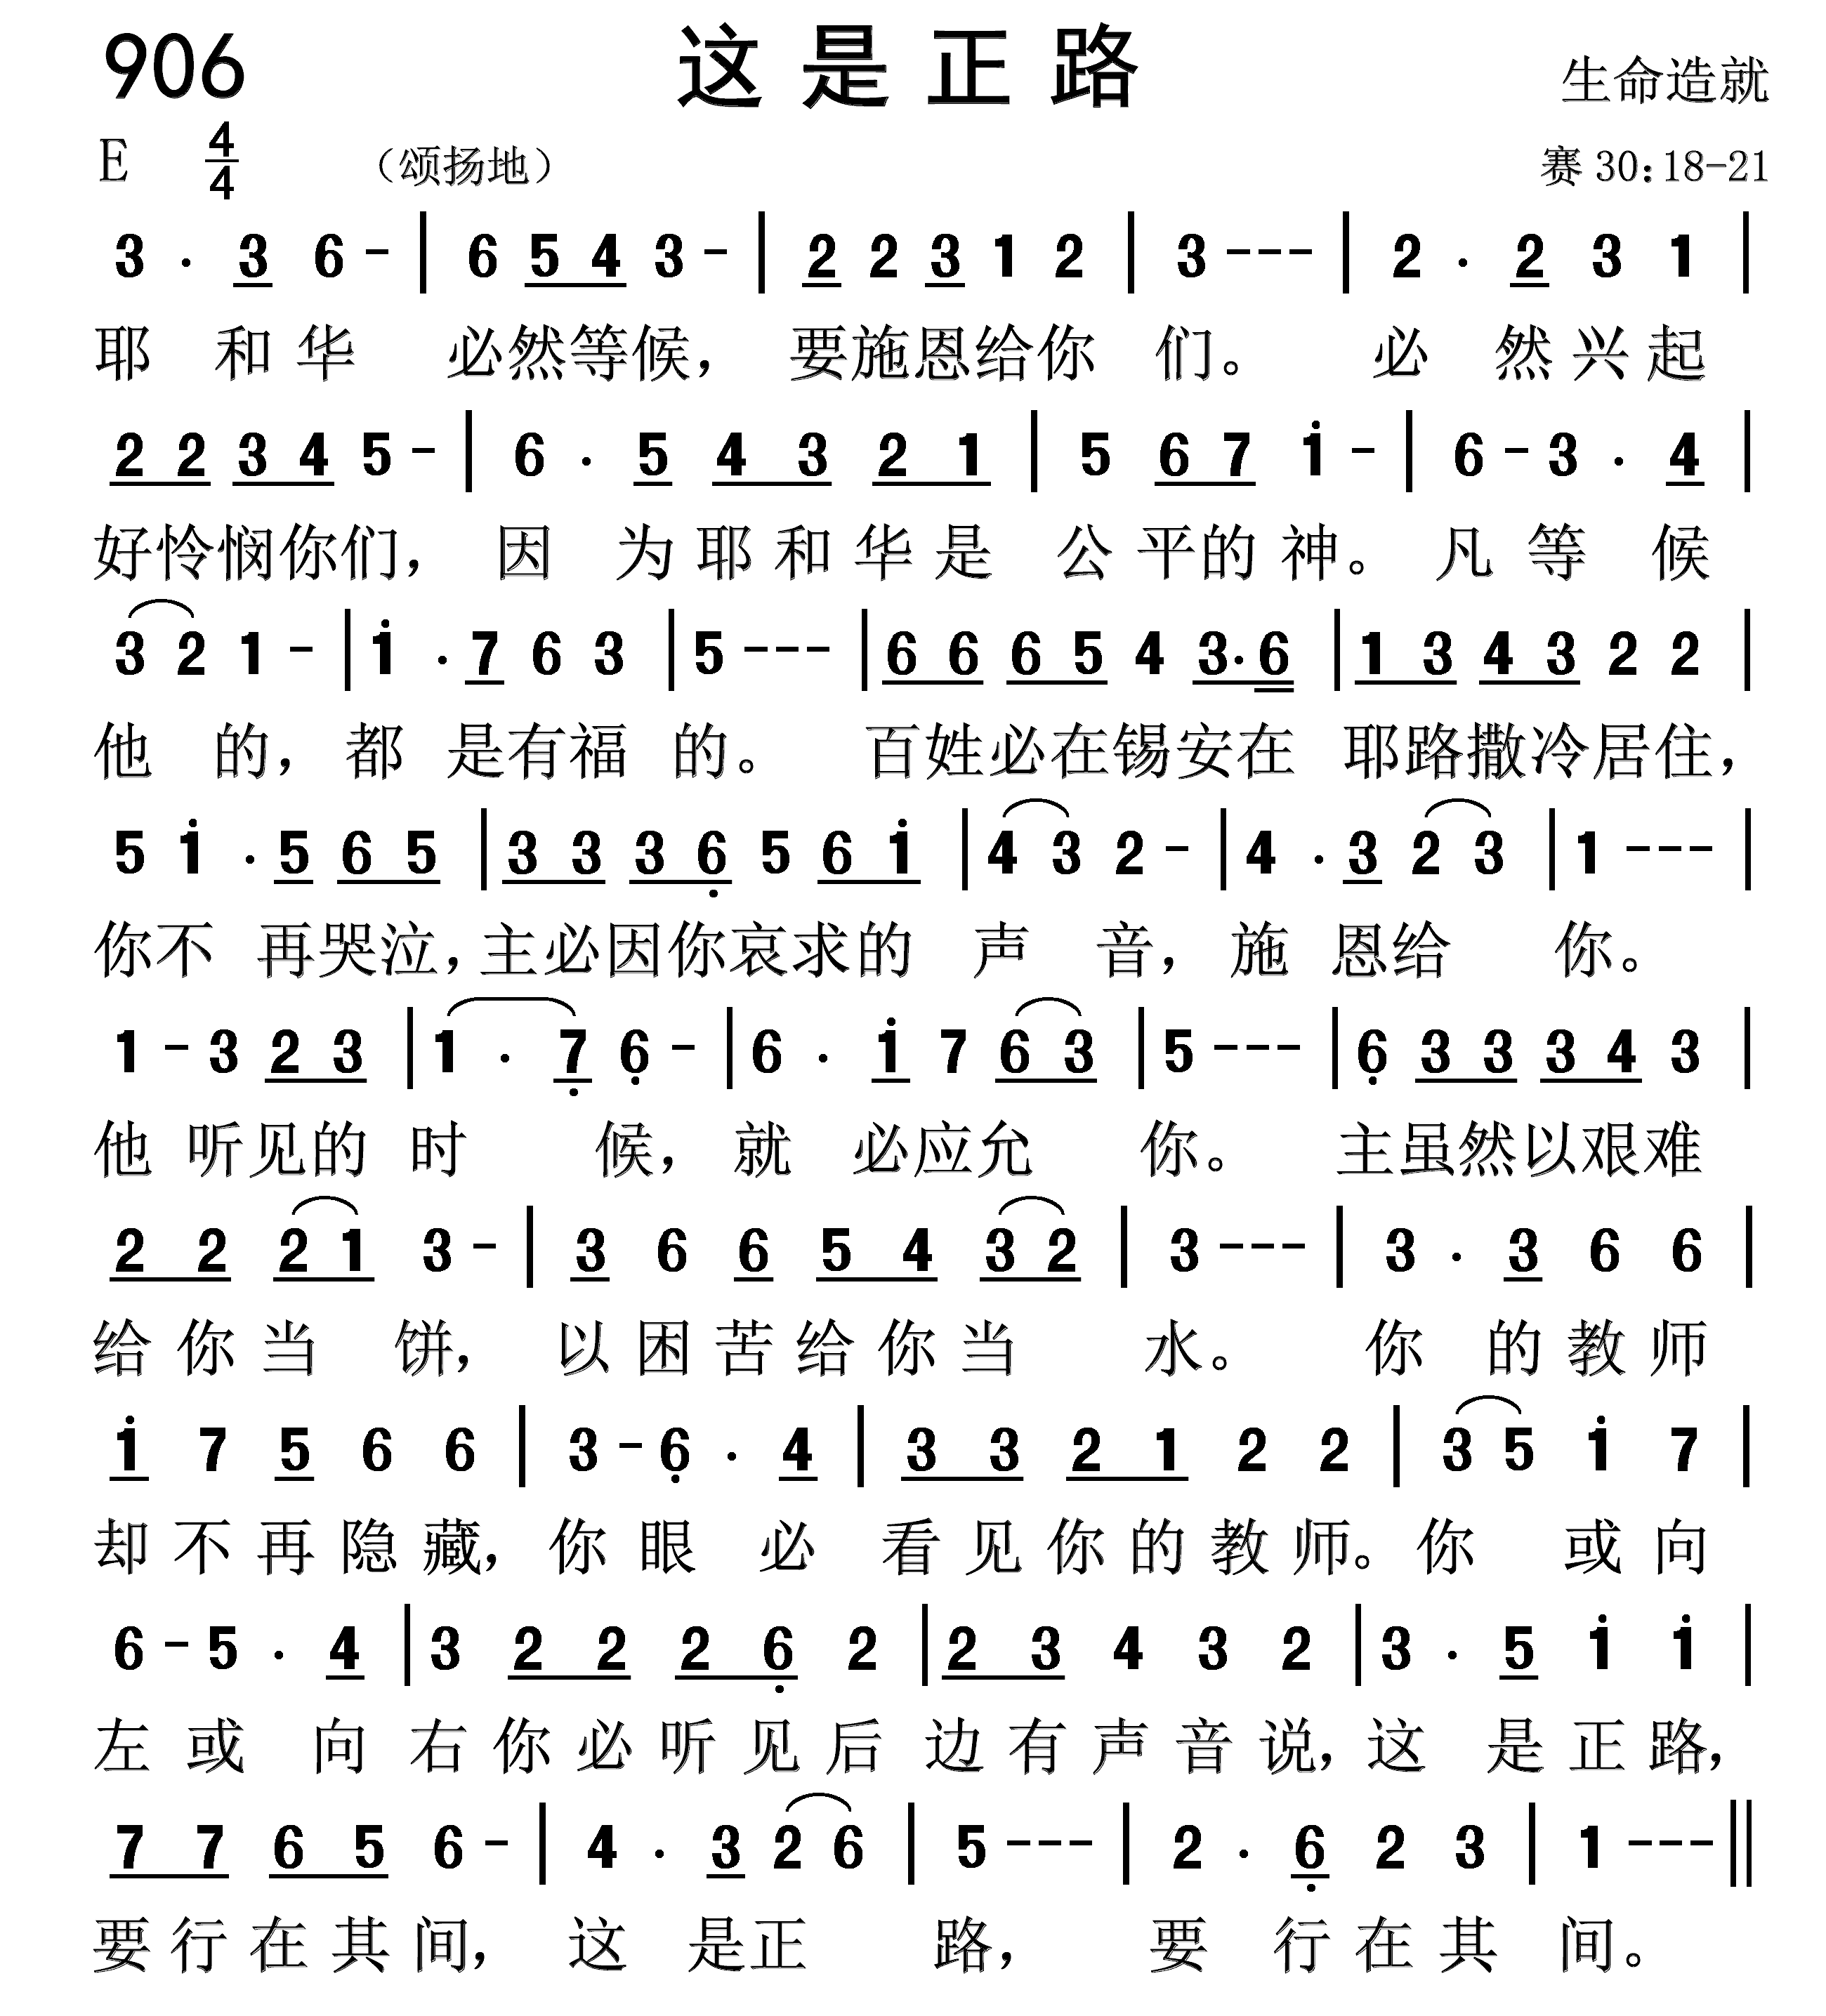 906 这是正路 生命造就
E 4/4 （颂扬地） 赛 30：18-21
3 · 3 6 - | 6 5 4 3 - | 2 2 3 1 2 | 3 - - - | 2 · 2 3 1 |
耶 和 华 必然等候， 要施恩给你 们。 必 然兴起
2 2 3 4 5 - | 6 · 5 4 3 2 1 | 5 6 7 i - | 6 - 3 · 4 |
好怜悯你们， 因 为耶和华是 公平的神。 凡等 候
3 2 1 - | i · 7 6 3 | 5 - - - | 6 6 6 5 4 3·6 | 1 3 4 3 2 2 |
他 的， 都 是有福 的。 百姓必在锡安在 耶路撒冷居住，
5 i · 5 6 5 | 3 3 3 6 5 6 i | 4 3 2 - | 4 · 3 2 3 | 1 - - - |
你不 再哭泣，主必因你哀求的 声 音， 施 恩给 你。
1 - 3 2 3 | 1 · 7 6 - | 6 · i 7 6 3 | 5 - - - | 6 3 3 3 4 3 |
他 听见的 时 候， 就 必应允 你。 主虽然以艰难
2 2 2 1 3 - | 3 6 6 5 4 3 2 | 3 - - - | 3 · 3 6 6 |
给你当 饼， 以困苦给你当 水。 你 的教师
i 7 5 6 6 | 3 - 6 · 4 | 3 3 2 1 2 2 | 3 5 i 7 |
却不再隐藏， 你眼 必 看见你的教师。 你 或向
6 - 5 · 4 | 3 2 2 2 6 2 | 2 3 4 3 2 | 3 · 5 i i |
左 或 向 右你必听见后 边有声音说， 这 是正路，
7 7 6 5 6 - | 4 · 3 2 6 | 5 - - - | 2 · 6 2 3 | 1 - - - ‖
要行在其间， 这 是正 路， 要 行在其 间。